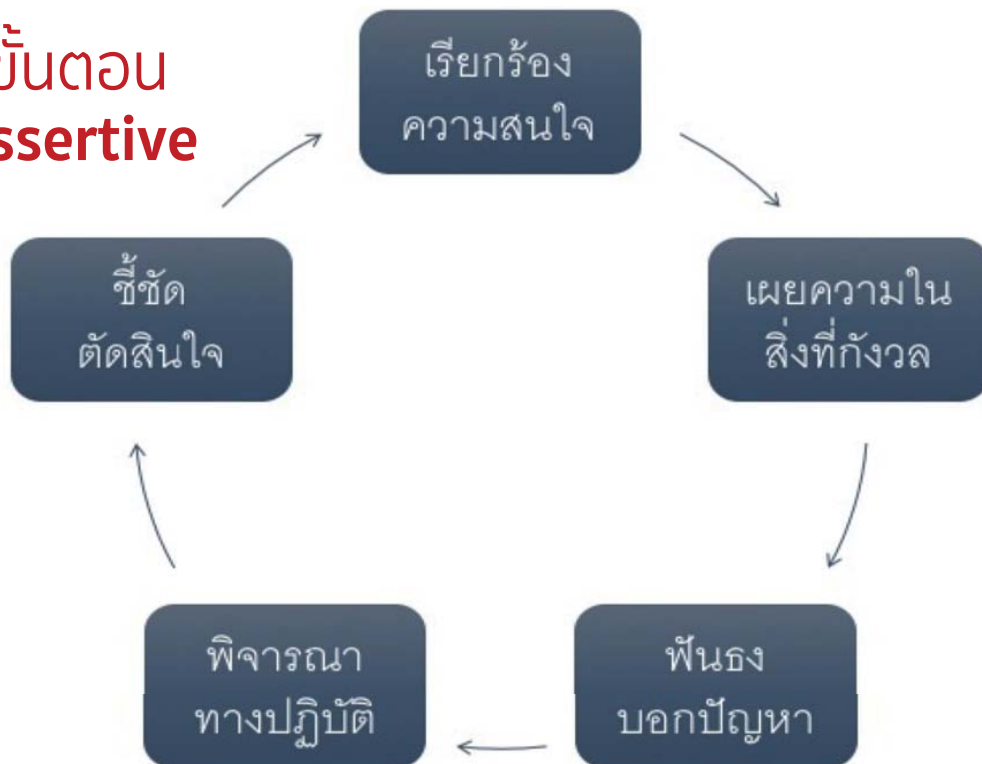 ขั้นตอน
ssertive
เรียกร้อง
ความสนใจ
เผยความใน
สิ่งที่กังวล
ฟันธง
บอกปัญหา
พิจารณา
ทางปฏิบัติ
ชี้ชัด
ตัดสินใจ